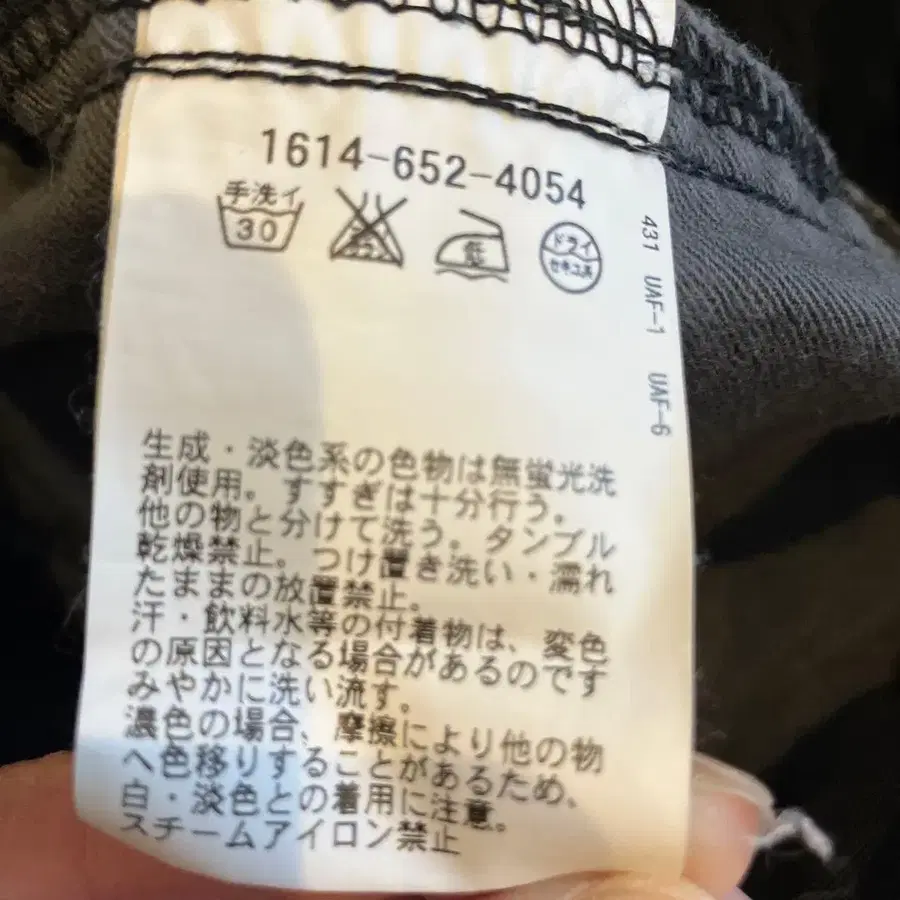 1614-652-4054
手洗イ
30
低
ドライ
セキユ系
431 UAF-1 UAF-6
生成・淡色系の色物は無蛍光洗
剤使用。すすぎは十分行う。
他の物と分けて洗う。タンブル
乾燥禁止。つけ置き洗い・濡れ
たままの放置禁止。
汗・飲料水等の付着物は、変色
の原因となる場合があるのです
みやかに洗い流す。
濃色の場合、摩擦により他の物
へ色移りすることがあるため、
白・淡色との着用に注意。
スチームアイロン禁止